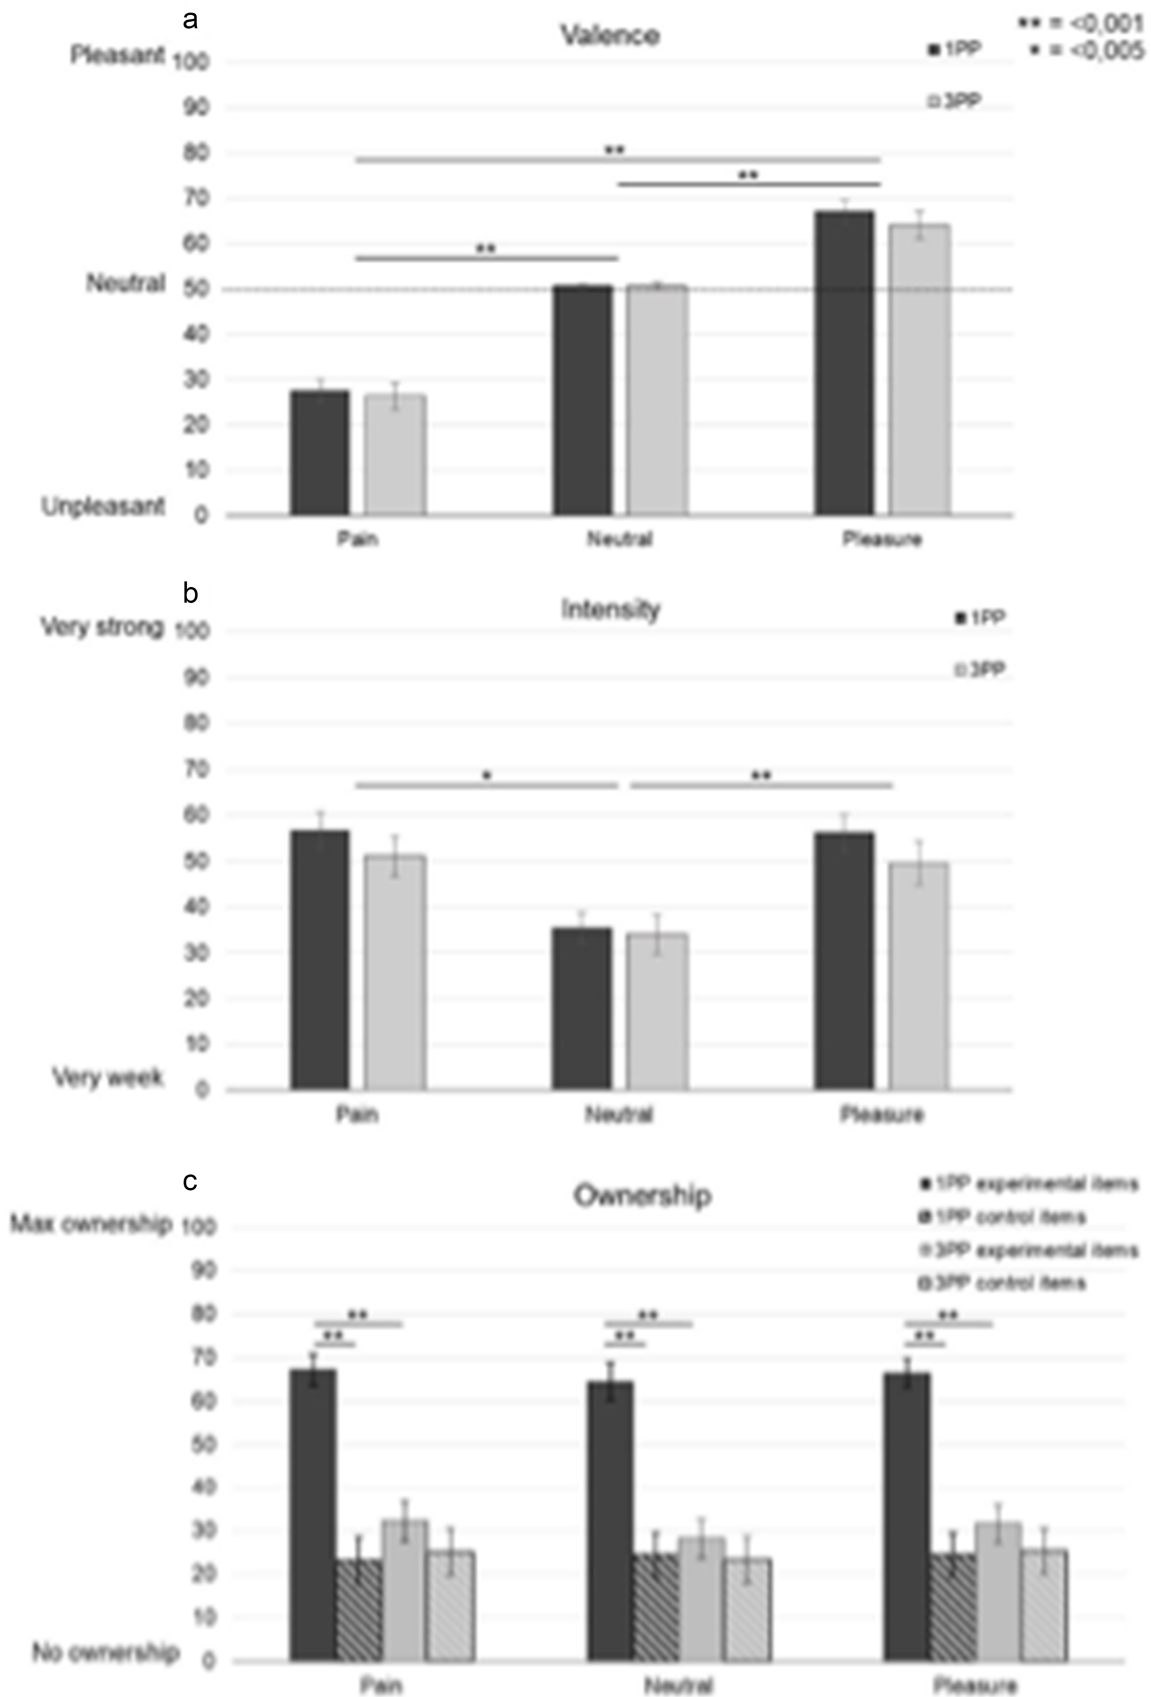 a
Valence
** = <0,001
* = <0,005
Pleasant 100
1PP
90
3PP
80
**
**
70
60
**
Neutral 50
40
30
20
10
Unpleasant 0
Pain Neutral Pleasure
b
Intensity
Very strong 100
1PP
90
3PP
80
70
* **
60
50
40
30
20
10
Very week 0
Pain Neutral Pleasure
c
Ownership
1PP experimental items
1PP control items
3PP experimental items
3PP control items
Max ownership 100
90
80
** ** **
** ** **
70
60
50
40
30
20
10
No ownership 0
Pain Neutral Pleasure